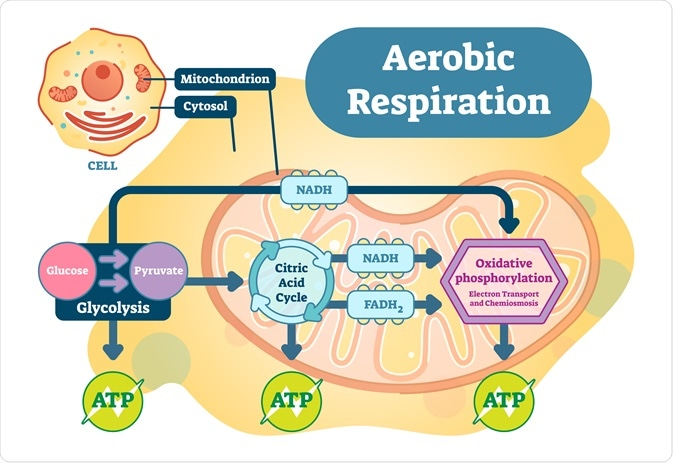 Aerobic
Respiration
Mitochondrion
Cytosol
CELL
NADH
Glucose
Pyruvate
Glycolysis
Citric
Acid
Cycle
NADH
FADH₂
Oxidative
phosphorylation
Electron Transport
and Chemiosmosis
ATP
ATP
ATP